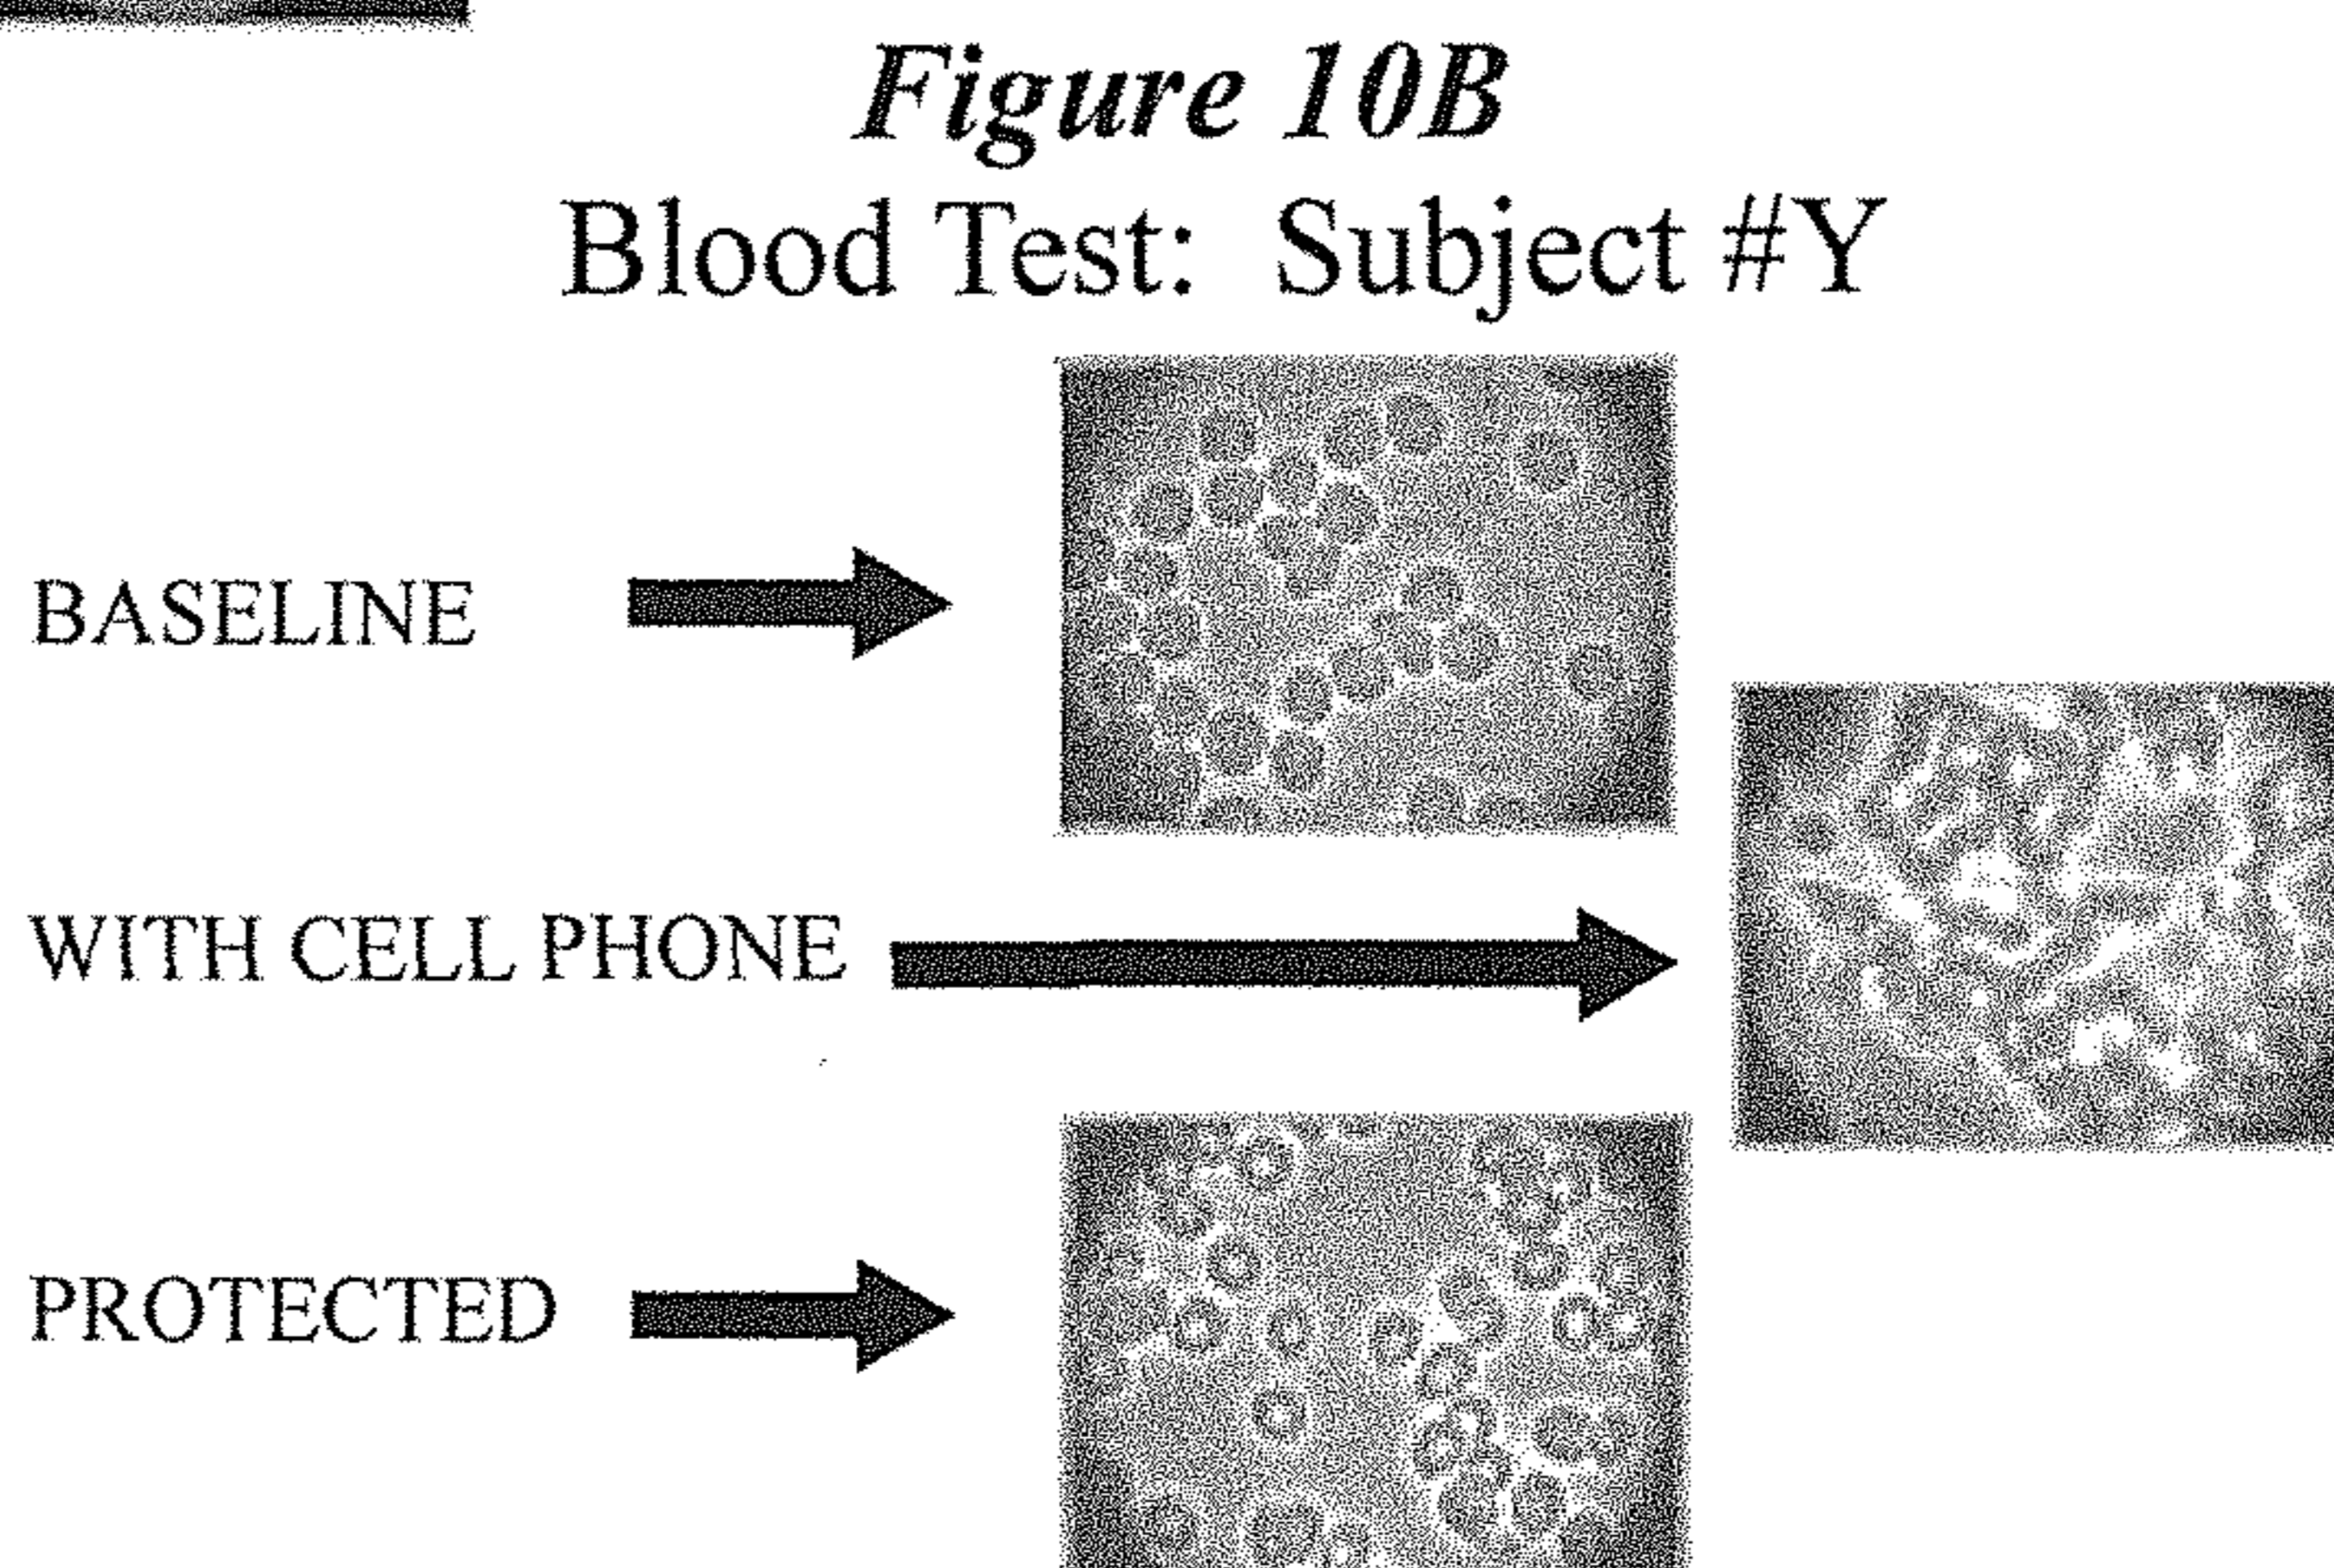 Figure 10B
Blood Test: Subject #Y
BASELINE
WITH CELL PHONE
PROTECTED